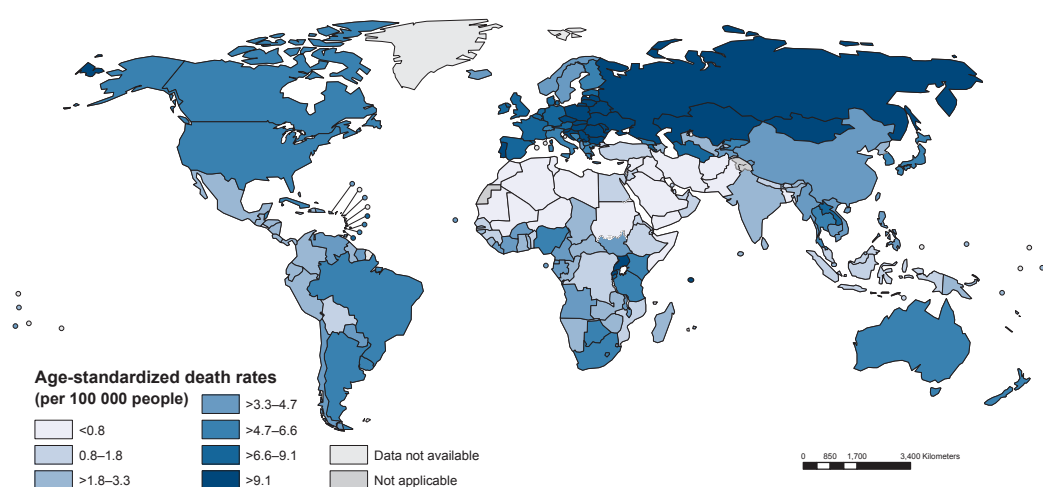 Age-standardized death rates
(per 100 000 people)
<0.8
0.8–1.8
>1.8–3.3
>3.3–4.7
>4.7–6.6
>6.6–9.1
>9.1
Data not available
Not applicable
0 850 1,700 3,400 Kilometers